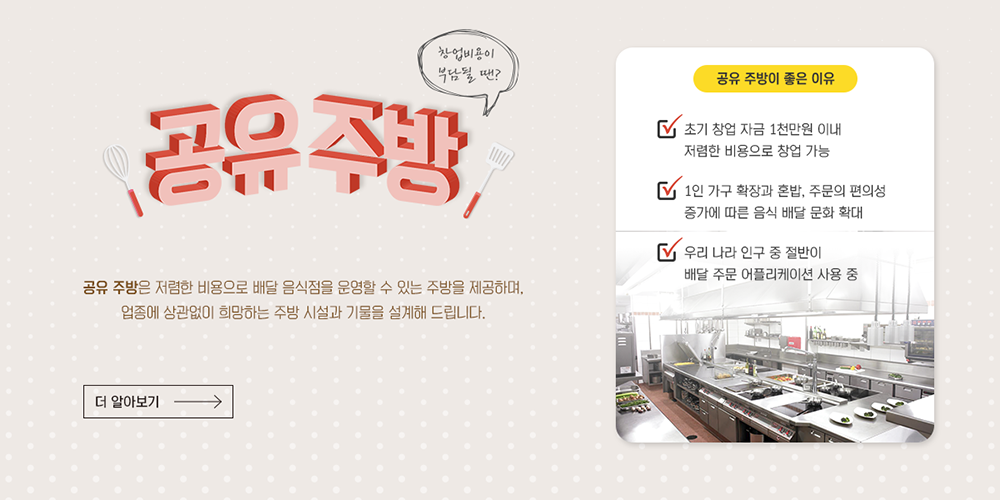 창업비용이
부담될 땐?
공유 주방
공유 주방은 저렴한 비용으로 배달 음식점을 운영할 수 있는 주방을 제공하며,
업종에 상관없이 희망하는 주방 시설과 기물을 설계해 드립니다.
더 알아보기
공유 주방이 좋은 이유
초기 창업 자금 1천만원 이내
저렴한 비용으로 창업 가능
1인 가구 확장과 혼밥, 주문의 편의성
증가에 따른 음식 배달 문화 확대
우리 나라 인구 중 절반이
배달 주문 어플리케이션 사용 중